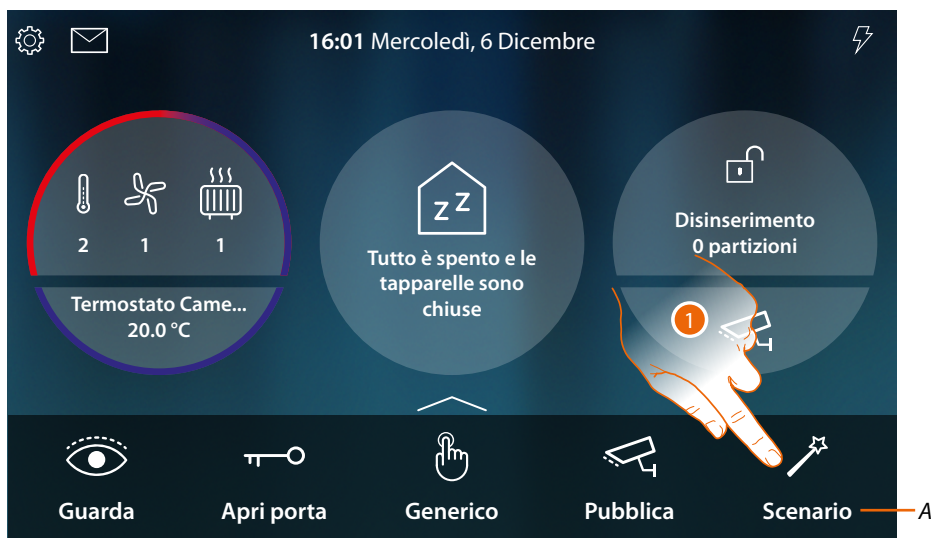 16:01 Mercoledì, 6 Dicembre
2 1 1
Termostato Came...
20.0 °C
z Z
Tutto è spento e le
tapparelle sono
chiuse
Disinserimento
0 partizioni
1
Guarda
Apri porta
Generico
Pubblica
Scenario
A